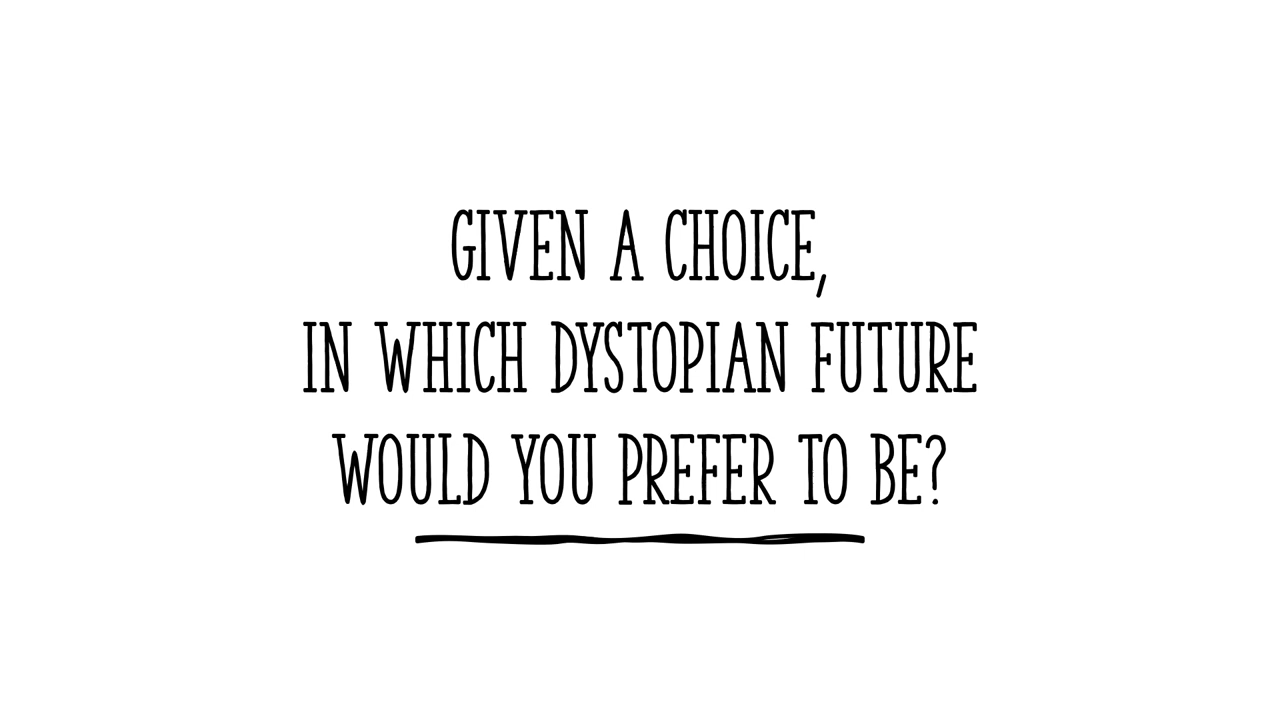 GIVEN A CHOICE,
IN WHICH DYSTOPIAN FUTURE
WOULD YOU PREFER TO BE?